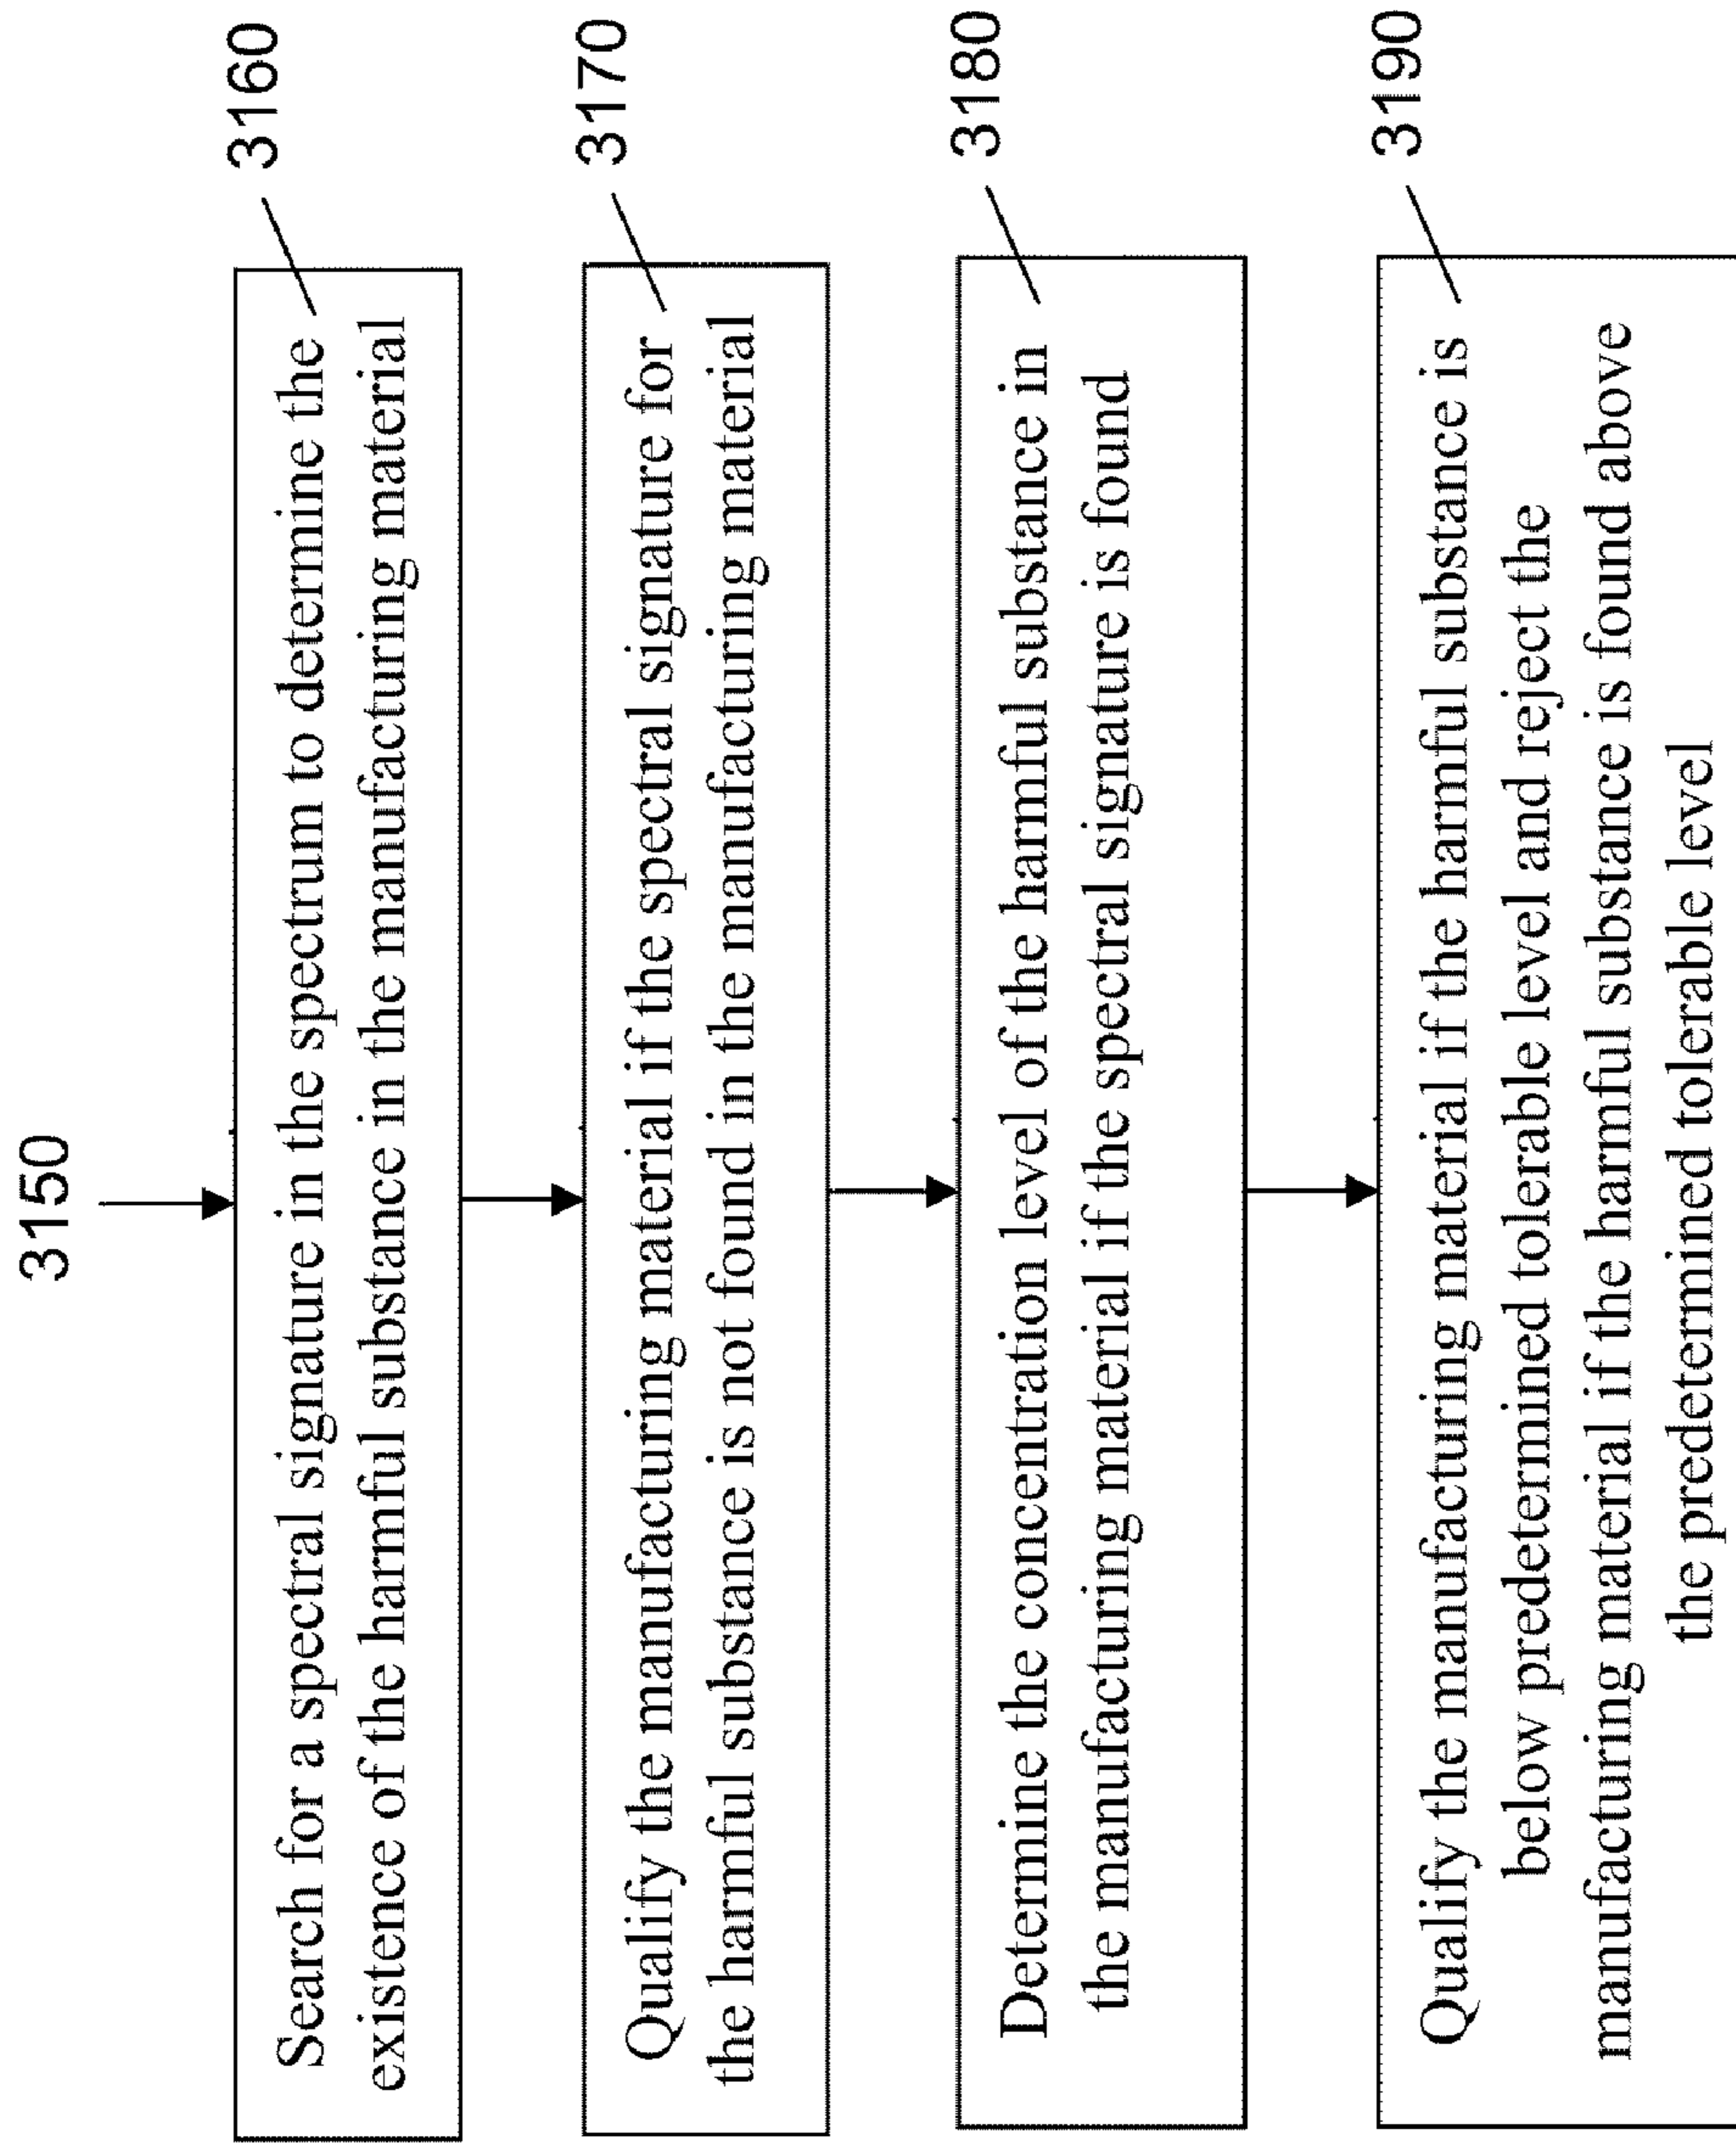 3150
3160
Search for a spectral signature in the spectrum to determine the
existence of the harmful substance in the manufacturing material
3170
Qualify the manufacturing material if the spectral signature for
the harmful substance is not found in the manufacturing material
3180
Determine the concentration level of the harmful substance in
the manufacturing material if the spectral signature is found
3190
Qualify the manufacturing material if the harmful substance is
below predetermined tolerable level and reject the
manufacturing material if the harmful substance is found above
the predetermined tolerable level